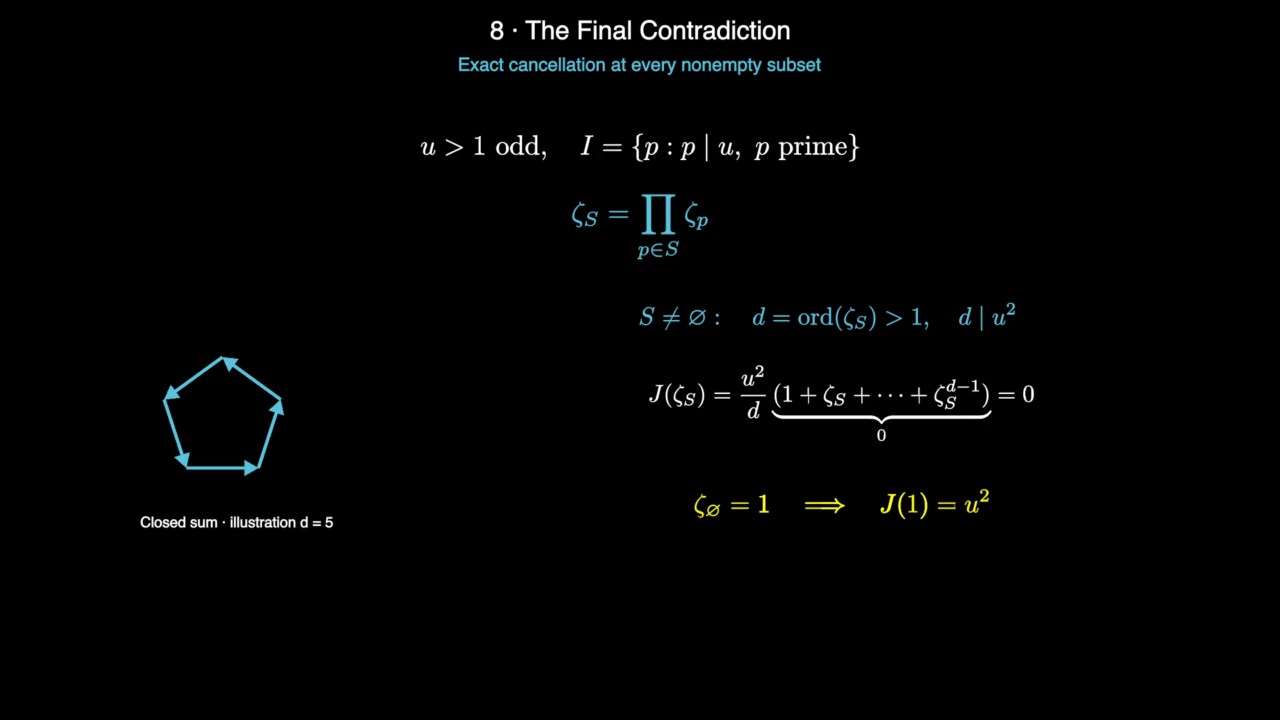 8 · The Final Contradiction
Exact cancellation at every nonempty subset
u > 1 odd, I = {p : p | u, p prime}
ζ_S = ∏_{p∈S} ζ_p
S ≠ ∅ : d = ord(ζ_S) > 1, d | u²
J(ζ_S) = u²/d (1 + ζ_S + ⋯ + ζ_S^{d−1}) = 0
0
ζ_∅ = 1 ⟹ J(1) = u²
Closed sum · illustration d = 5